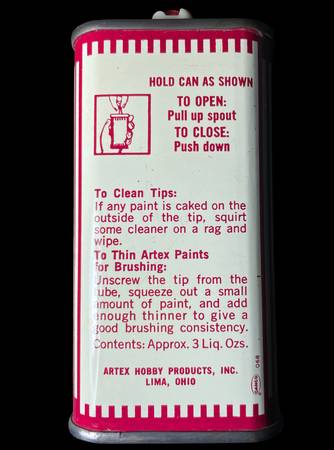 HOLD CAN AS SHOWN
TO OPEN:
Pull up spout
TO CLOSE:
Push down
To Clean Tips:
If any paint is caked on the
outside of the tip, squirt
some cleaner on a rag and
wipe.
To Thin Artex Paints
for Brushing:
Unscrew the tip from the
tube, squeeze out a small
amount of paint, and add
enough thinner to give a
good brushing consistency.
Contents: Approx. 3 Liq. Ozs.
ARTEX HOBBY PRODUCTS, INC.
LIMA, OHIO